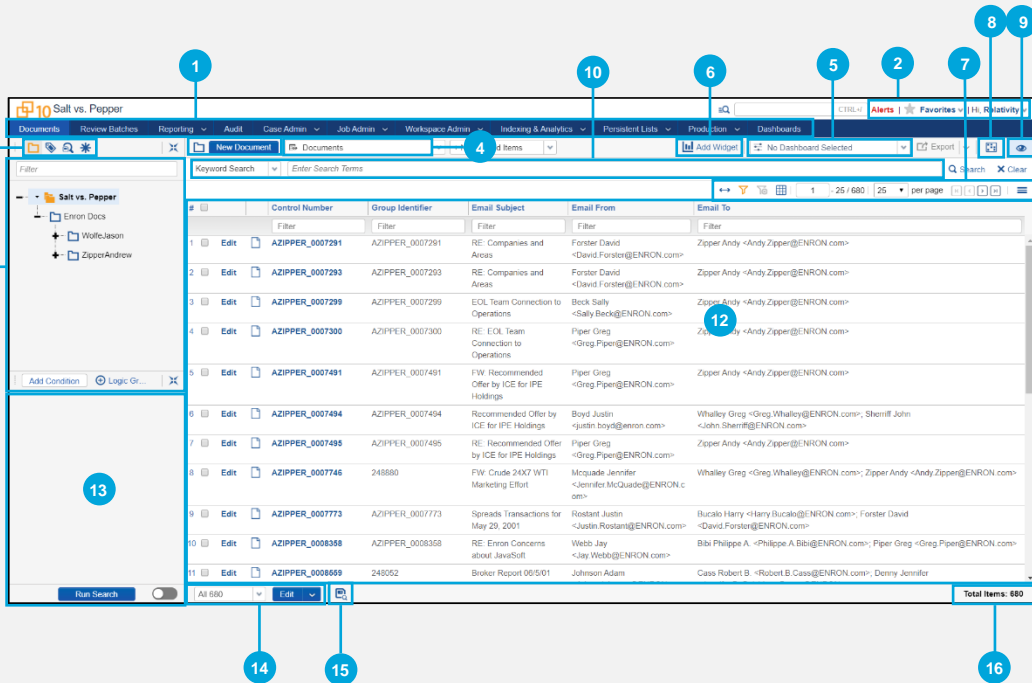 8 9
1 10 6 5 2 7
10 Salt vs. Pepper CTRL+/ Alerts | Favorites | Hi, Relativity
Documents Review Batches Reporting Audit Case Admin Job Admin Workspace Admin Indexing & Analytics Persistent Lists Production Dashboards
New Document Documents 4 Items Add Widget No Dashboard Selected Export
Filter Keyword Search Enter Search Terms Search X Clear
1 - 25 / 680 25 per page
Salt vs. Pepper
Enron Docs
WolfeJason
ZipperAndrew
# Control Number Group Identifier Email Subject Email From Email To
Filter Filter Filter Filter Filter
1 Edit AZIPPER_0007291 AZIPPER_0007291 RE: Companies and Forster David Zipper Andy <Andy.Zipper@ENRON.com>
Areas <David.Forster@ENRON.com>
2 Edit AZIPPER_0007293 AZIPPER_0007293 RE: Companies and Forster David Zipper Andy <Andy.Zipper@ENRON.com>
Areas <David.Forster@ENRON.com>
3 Edit AZIPPER_0007299 AZIPPER_0007299 EOL Team Connection to Beck Sally Zipper Andy <Andy.Zipper@ENRON.com>
Operations <Sally.Beck@ENRON.com>
12
4 Edit AZIPPER_0007300 AZIPPER_0007300 RE: EOL Team Piper Greg Andy <Andy.Zipper@ENRON.com>
Connection to <Greg.Piper@ENRON.com>
Operations
5 Edit AZIPPER_0007491 AZIPPER_0007491 FW: Recommended Piper Greg Zipper Andy <Andy.Zipper@ENRON.com>
Offer by ICE for IPE <Greg.Piper@ENRON.com>
Holdings
Add Condition Logic Gr...
6 Edit AZIPPER_0007494 AZIPPER_0007494 Recommended Offer by Boyd Justin Whalley Greg <Greg.Whalley@ENRON.com>; Sherriff John
ICE for IPE Holdings <justin.boyd@enron.com> <John.Sherriff@ENRON.com>
7 Edit AZIPPER_0007495 AZIPPER_0007495 RE: Recommended Offer Piper Greg Zipper Andy <Andy.Zipper@ENRON.com>
by ICE for IPE Holdings <Greg.Piper@ENRON.com>
8 Edit AZIPPER_0007746 248880 FW: Crude 24X7 WTI Mcquade Jennifer Whalley Greg <Greg.Whalley@ENRON.com>; Zipper Andy <Andy.Zipper@ENRON.com>
Marketing Effort <Jennifer.McQuade@ENRON.c
om>
13
9 Edit AZIPPER_0007773 AZIPPER_0007773 Spreads Transactions for Rostant Justin Bucalo Harry <Harry.Bucalo@ENRON.com>; Forster David
May 29, 2001 <Justin.Rostant@ENRON.com> <David.Forster@ENRON.com>
10 Edit AZIPPER_0008358 AZIPPER_0008358 RE: Enron Concerns Webb Jay Bibi Philippe A. <Philippe.A.Bibi@ENRON.com>; Piper Greg <Greg.Piper@ENRON.com>
about JavaSoft <Jay.Webb@ENRON.com>
11 Edit AZIPPER_0008569 248052 Broker Report 06/5/01 Johnson Adam Cass Robert B. <Robert.B.Cass@ENRON.com>; Denny Jennifer
Run Search All 680 Edit Total Items: 680
14 15 16